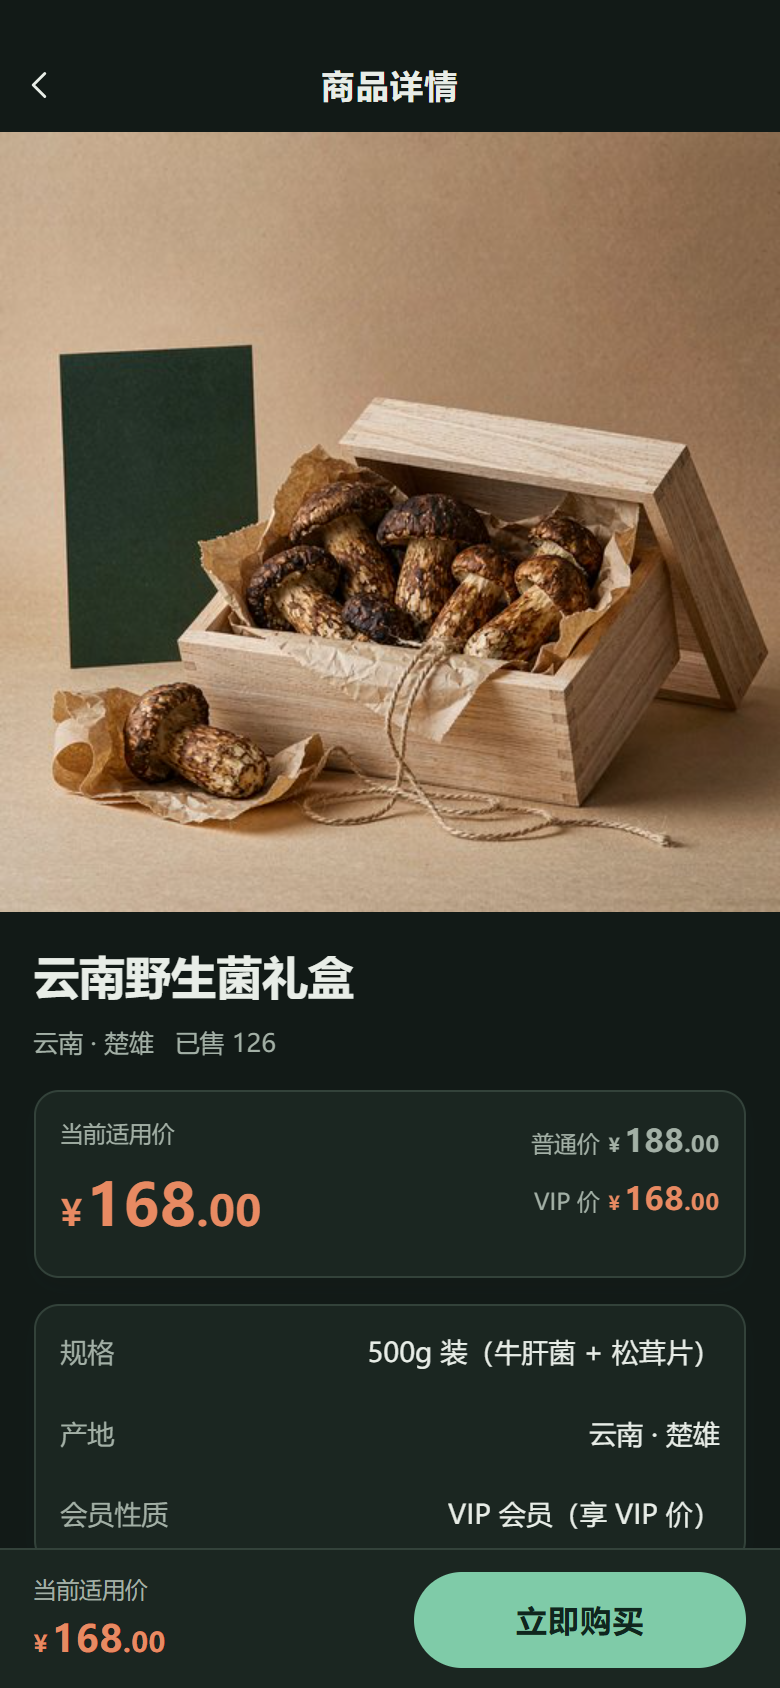 商品详情
云南野生菌礼盒
云南 · 楚雄 已售 126
当前适用价
¥168.00
普通价 ¥188.00
VIP 价 ¥168.00
规格 500g 装（牛肝菌 + 松茸片）
产地 云南 · 楚雄
会员性质 VIP 会员（享 VIP 价）
当前适用价
¥168.00
立即购买